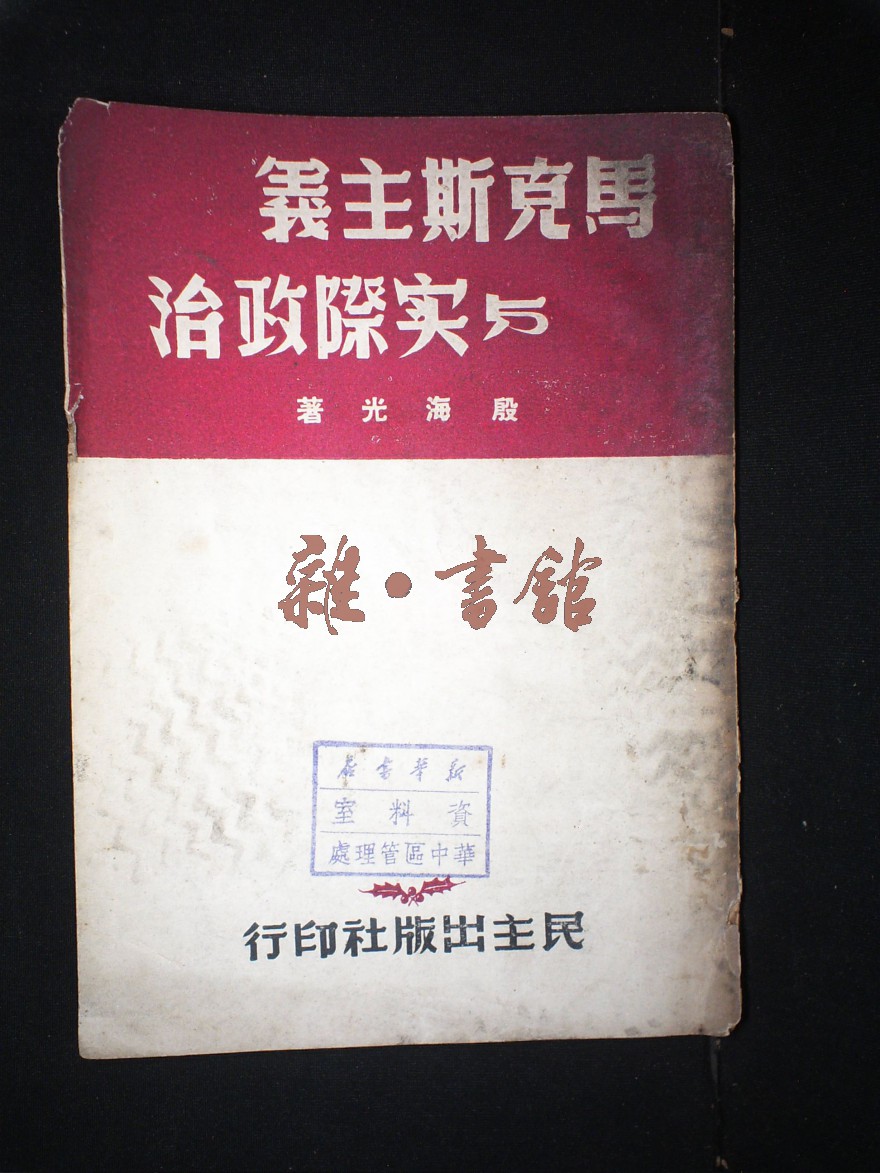 馬克斯主義
与实際政治
殷海光著
雜·書館
新華書店
資料室
華中區管理處
民主出版社印行